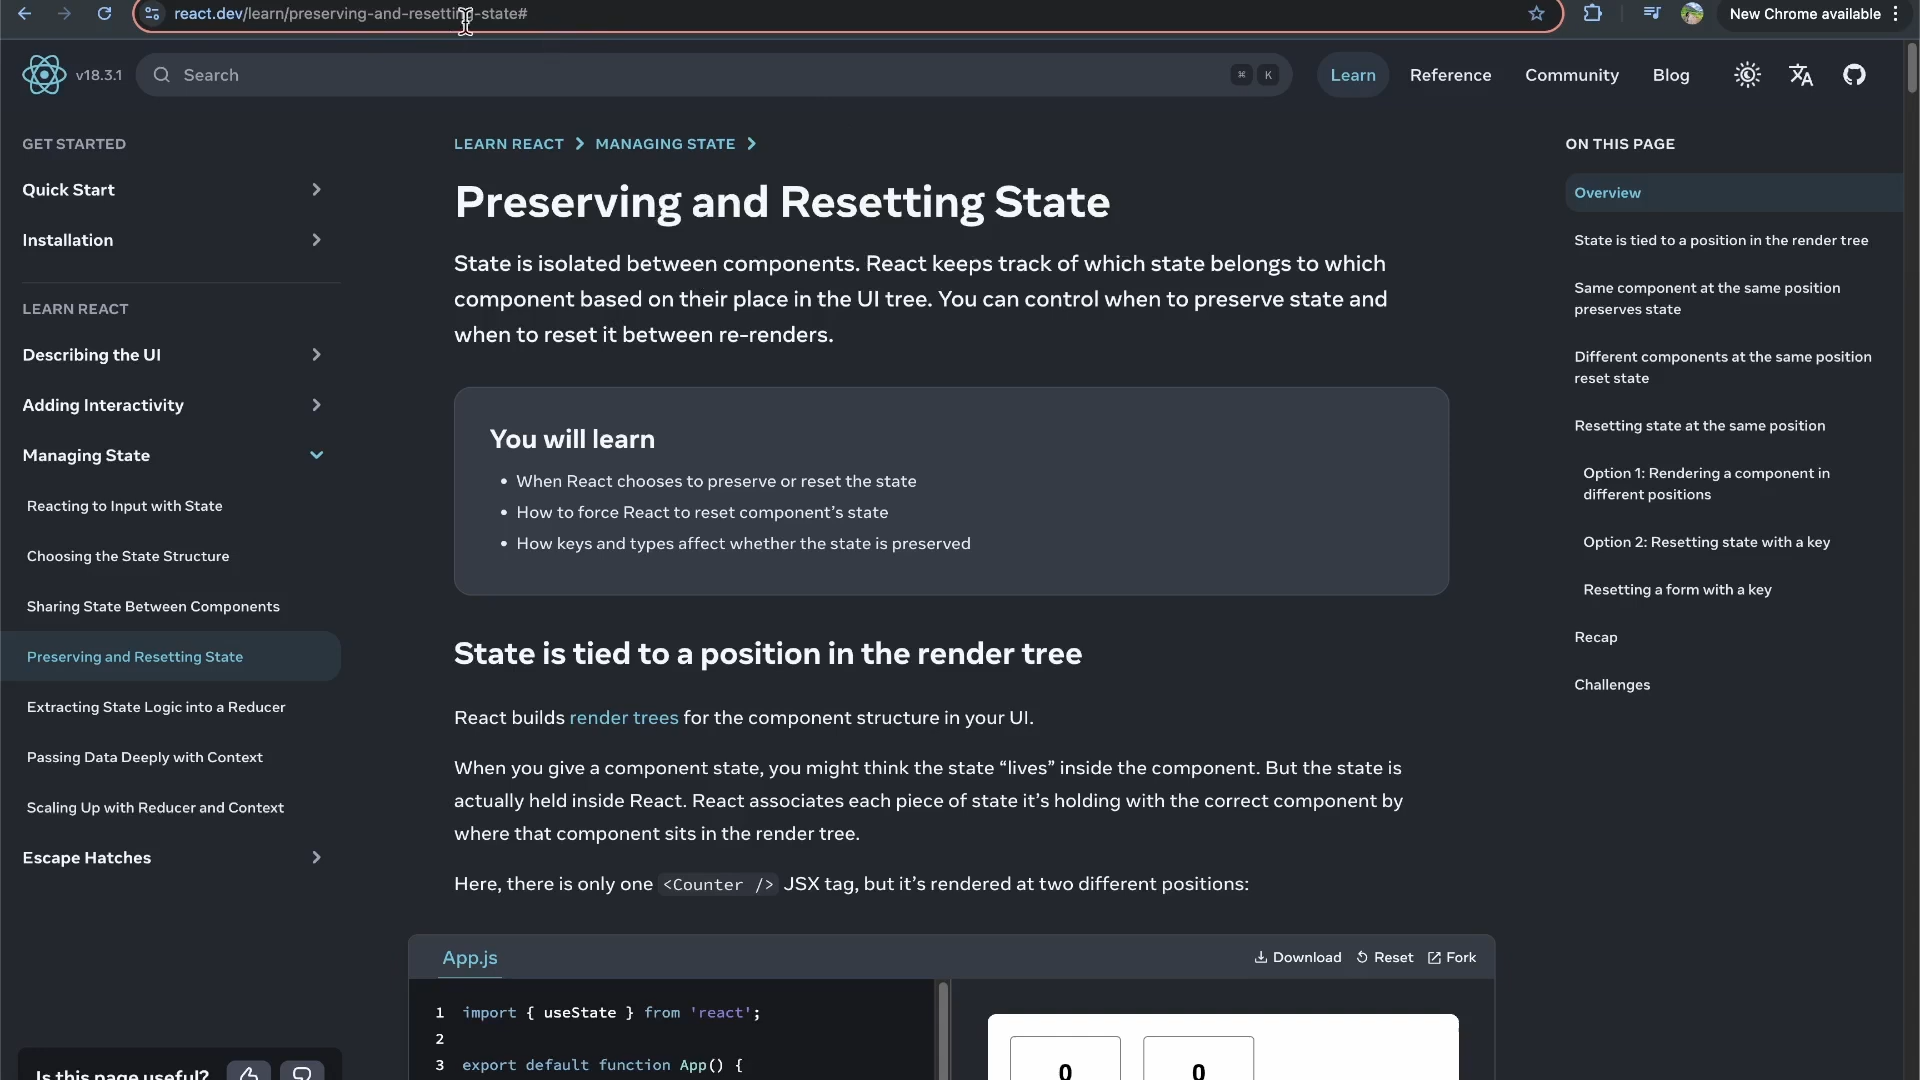 react.dev/learn/preserving-and-resetting-state#
New Chrome available
v18.3.1
Search
⌘ K
Learn
Reference
Community
Blog
GET STARTED
Quick Start
Installation
LEARN REACT
Describing the UI
Adding Interactivity
Managing State
Reacting to Input with State
Choosing the State Structure
Sharing State Between Components
Preserving and Resetting State
Extracting State Logic into a Reducer
Passing Data Deeply with Context
Scaling Up with Reducer and Context
Escape Hatches
Is this page useful?
LEARN REACT
MANAGING STATE
Preserving and Resetting State
State is isolated between components. React keeps track of which state belongs to which
component based on their place in the UI tree. You can control when to preserve state and
when to reset it between re-renders.
You will learn
• When React chooses to preserve or reset the state
• How to force React to reset component’s state
• How keys and types affect whether the state is preserved
State is tied to a position in the render tree
React builds render trees for the component structure in your UI.
When you give a component state, you might think the state “lives” inside the component. But the state is
actually held inside React. React associates each piece of state it’s holding with the correct component by
where that component sits in the render tree.
Here, there is only one <Counter /> JSX tag, but it’s rendered at two different positions:
App.js
Download
Reset
Fork
1 import { useState } from 'react';
2
3 export default function App() {
0
0
ON THIS PAGE
Overview
State is tied to a position in the render tree
Same component at the same position
preserves state
Different components at the same position
reset state
Resetting state at the same position
Option 1: Rendering a component in
different positions
Option 2: Resetting state with a key
Resetting a form with a key
Recap
Challenges